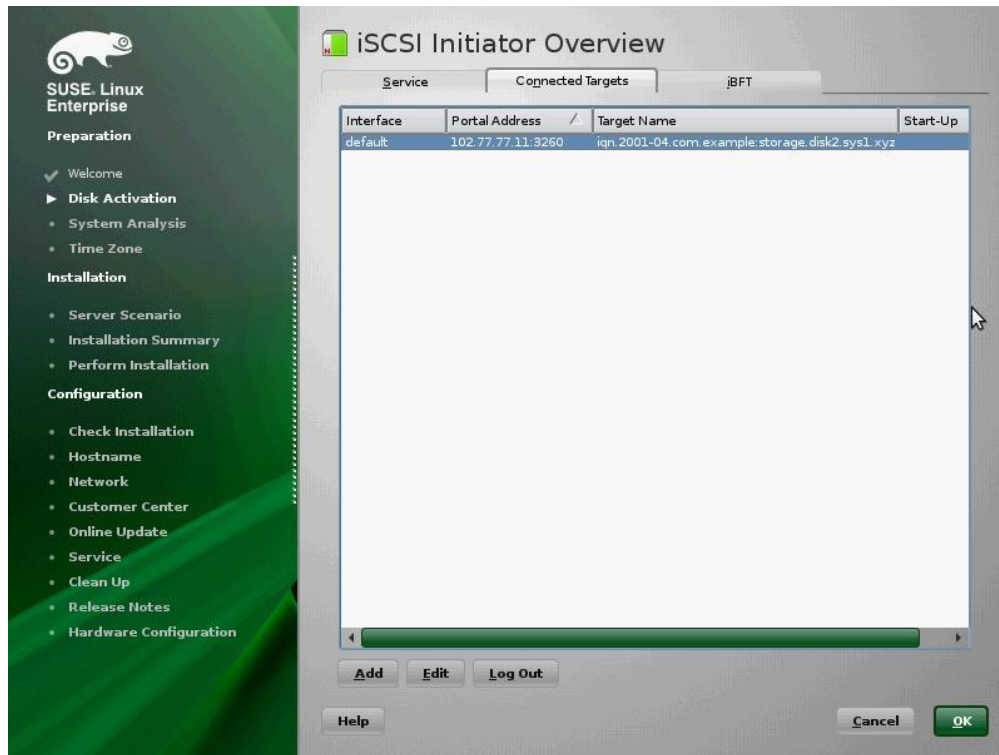 SUSE. Linux
Enterprise
Preparation
Welcome
Disk Activation
System Analysis
Time Zone
Installation
Server Scenario
Installation Summary
Perform Installation
Configuration
Check Installation
Hostname
Network
Customer Center
Online Update
Service
Clean Up
Release Notes
Hardware Configuration
N
iSCSI Initiator Overview
Service Connected Targets iBFT
Interface Portal Address Target Name Start-Up
default 102.77.77.11:3260 iqn.2001-04.com.example:storage.disk2.sys1.xyz
Add Edit Log Out
Help Cancel OK